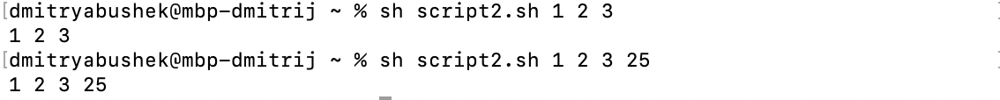 [dmitryabushek@mbp-dmitrij ~ % sh script2.sh 1 2 3
1 2 3
[dmitryabushek@mbp-dmitrij ~ % sh script2.sh 1 2 3 25
1 2 3 25